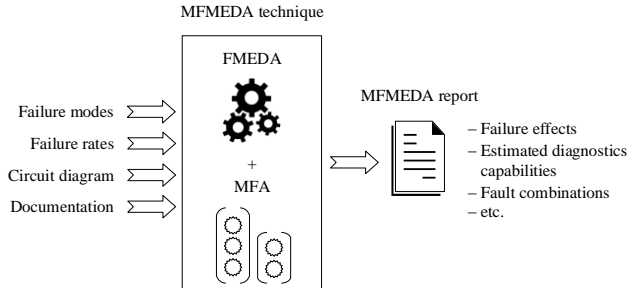 MFMEDA technique
FMEDA
Failure modes
Failure rates
Circuit diagram
Documentation
+
MFA
MFMEDA report
– Failure effects
– Estimated diagnostics
capabilities
– Fault combinations
– etc.